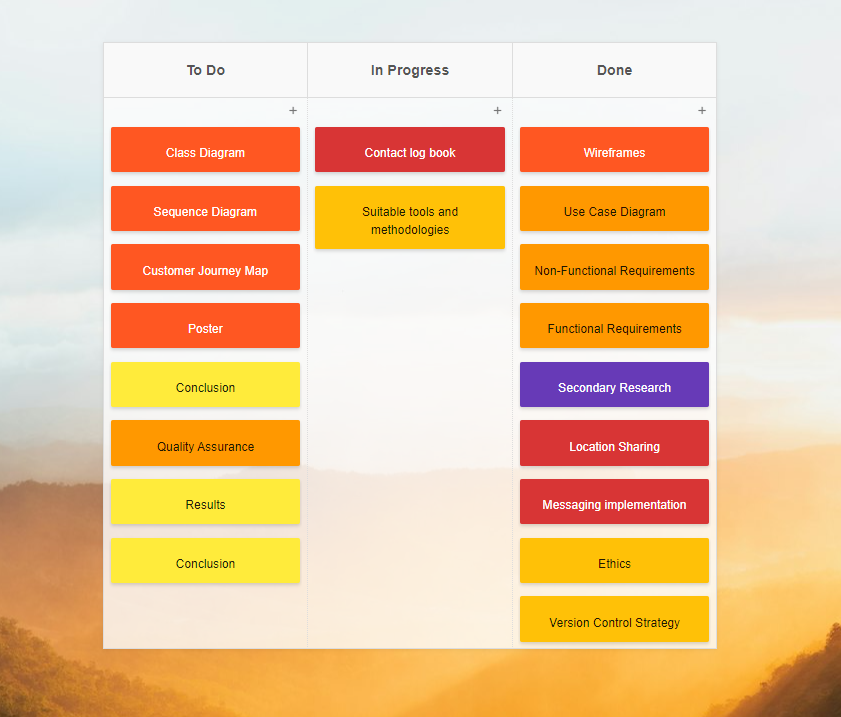 To Do
In Progress
Done
+
+
+
Class Diagram
Sequence Diagram
Customer Journey Map
Poster
Conclusion
Quality Assurance
Results
Conclusion
Contact log book
Suitable tools and
methodologies
Wireframes
Use Case Diagram
Non-Functional Requirements
Functional Requirements
Secondary Research
Location Sharing
Messaging implementation
Ethics
Version Control Strategy